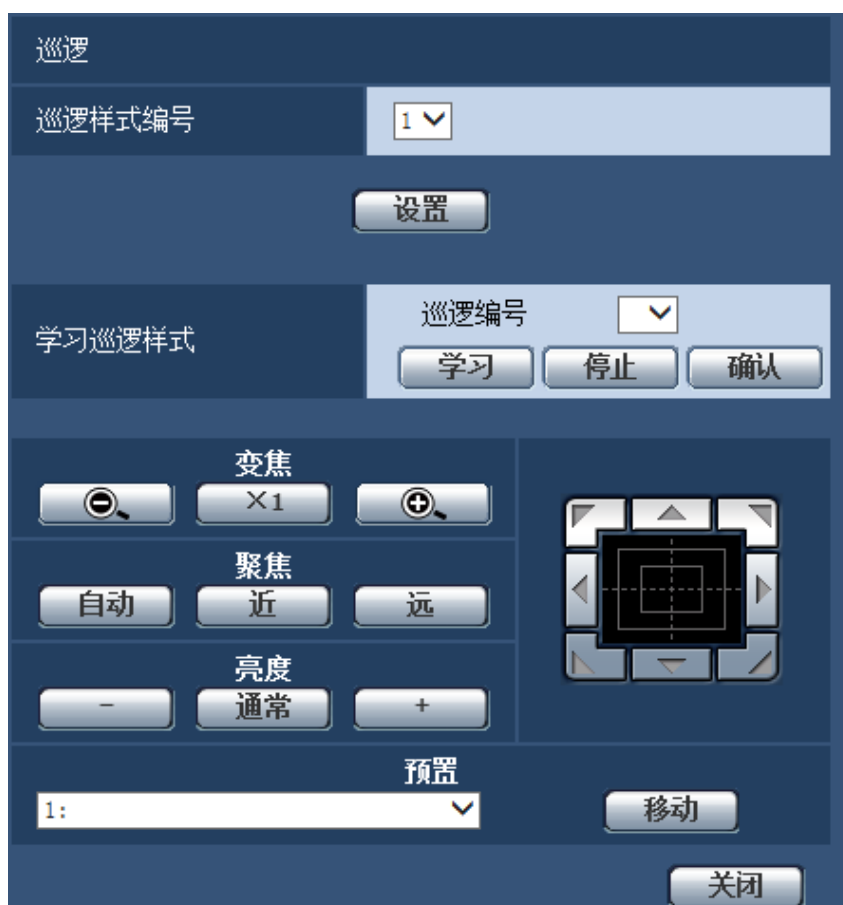 巡逻
巡逻样式编号 1
设置
学习巡逻样式
巡逻编号
学习 停止 确认
变焦
×1
聚焦
自动 近 远
亮度
- 通常 +
预置
1: 移动
关闭